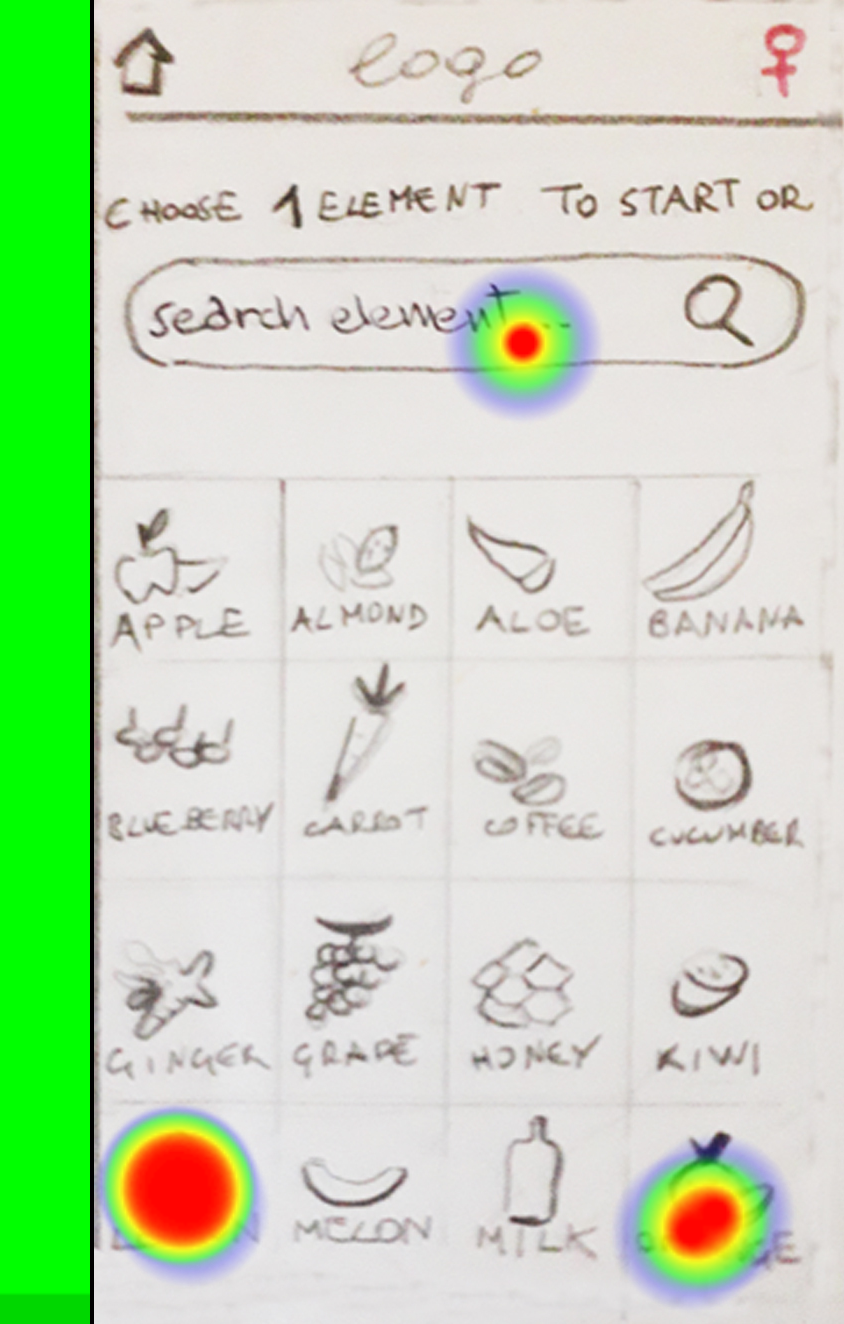 logo
CHOOSE 1 ELEMENT TO START OR
search element...
APPLE ALMOND ALOE BANANA
BLUEBERRY CARROT COFFEE CUCUMBER
GINGER GRAPE HONEY KIWI
MELON MILK